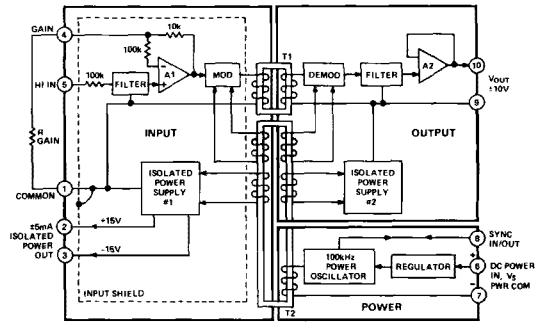 GAIN
4
10k
100k
A1
HI IN
5
100k
FILTER
MOD
T1
DEMOD
FILTER
A2
10
VOUT
±10V
9
R
GAIN
INPUT
OUTPUT
1
COMMON
ISOLATED
POWER
SUPPLY
#1
ISOLATED
POWER
SUPPLY
#2
±5mA
ISOLATED
POWER
OUT
2
+15V
3
-15V
INPUT SHIELD
T2
100kHz
POWER
OSCILLATOR
REGULATOR
POWER
8
SYNC
IN/OUT
+
6
DC POWER
IN, VS
PWR COM
–
7